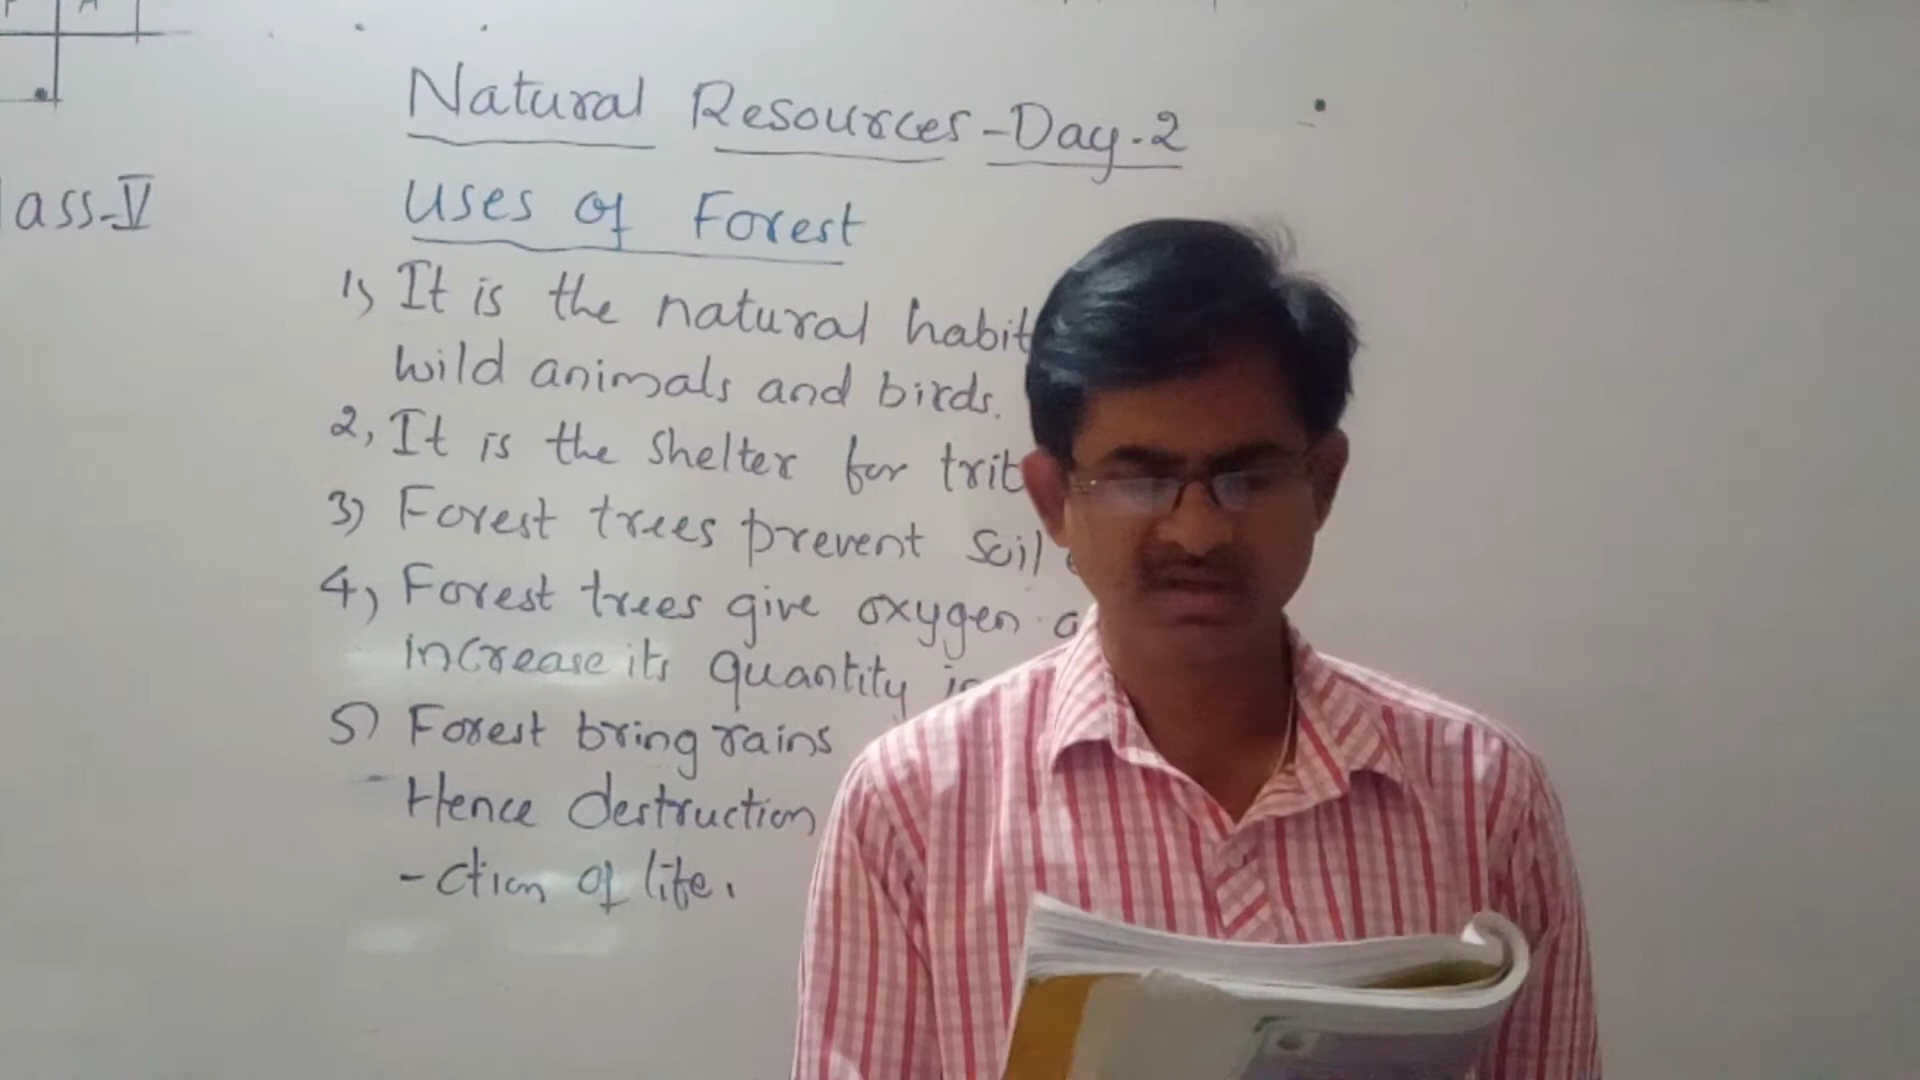 Natural Resources-Day-2
lass-V
Uses of Forest
1) It is the natural habit
wild animals and birds.
2, It is the shelter for trib
3) Forest trees prevent soil
4) Forest trees give oxygen a
increase its quantity in
5) Forest bring rains
Hence destruction
-ction of life.